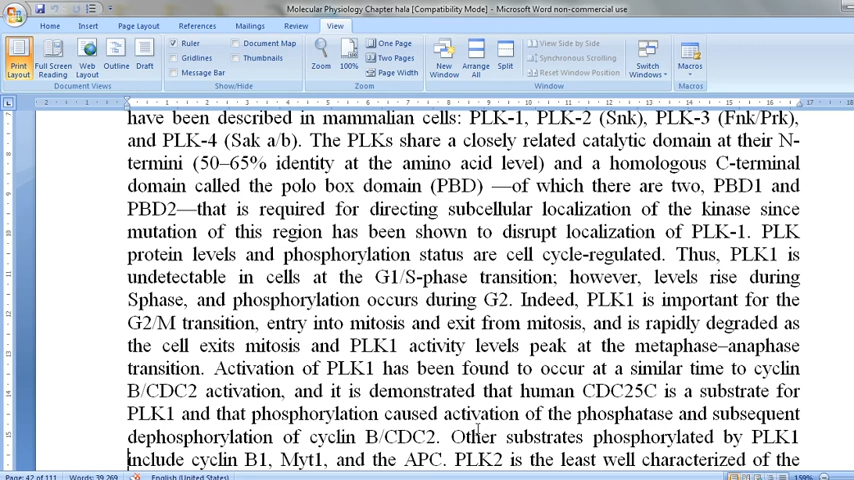 Molecular Physiology Chapter hala [Compatibility Mode] - Microsoft Word non-commercial use
Home Insert Page Layout References Mailings Review View
Print Layout Full Screen Reading Web Layout Outline Draft
Document Views
Ruler Document Map
Gridlines Thumbnails
Message Bar
Show/Hide
Zoom 100% One Page
Two Pages
Page Width
Zoom
New Window Arrange All Split
View Side by Side
Synchronous Scrolling
Reset Window Position
Switch Windows
Window
Macros
Macros
have been described in mammalian cells: PLK-1, PLK-2 (Snk), PLK-3 (Fnk/Prk),
and PLK-4 (Sak a/b). The PLKs share a closely related catalytic domain at their N-
termini (50–65% identity at the amino acid level) and a homologous C-terminal
domain called the polo box domain (PBD) —of which there are two, PBD1 and
PBD2—that is required for directing subcellular localization of the kinase since
mutation of this region has been shown to disrupt localization of PLK-1. PLK
protein levels and phosphorylation status are cell cycle-regulated. Thus, PLK1 is
undetectable in cells at the G1/S-phase transition; however, levels rise during
Sphase, and phosphorylation occurs during G2. Indeed, PLK1 is important for the
G2/M transition, entry into mitosis and exit from mitosis, and is rapidly degraded as
the cell exits mitosis and PLK1 activity levels peak at the metaphase–anaphase
transition. Activation of PLK1 has been found to occur at a similar time to cyclin
B/CDC2 activation, and it is demonstrated that human CDC25C is a substrate for
PLK1 and that phosphorylation caused activation of the phosphatase and subsequent
dephosphorylation of cyclin B/CDC2. Other substrates phosphorylated by PLK1
include cyclin B1, Myt1, and the APC. PLK2 is the least well characterized of the
Page: 42 of 111 Words: 39,269 English (United States) 159%